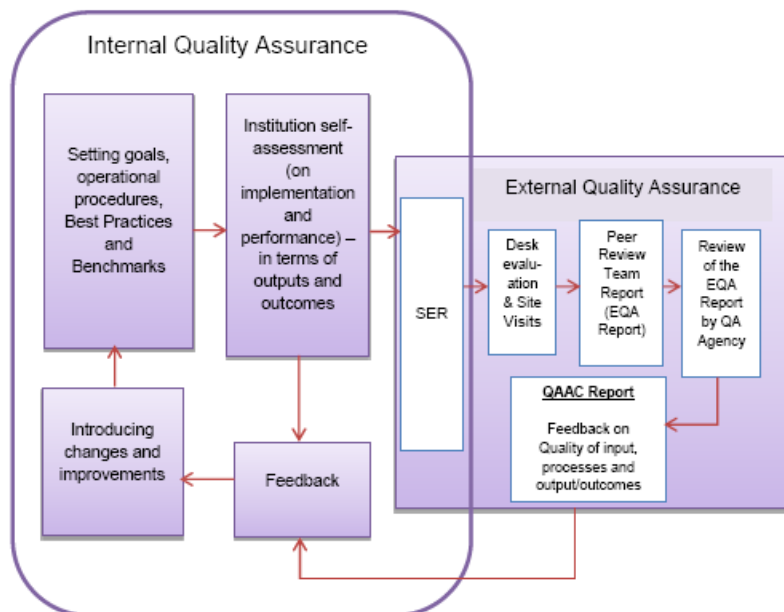 Internal Quality Assurance
Setting goals,
operational
procedures,
Best Practices
and
Benchmarks
Institution self-
assessment
(on
implementation
and
performance) –
in terms of
outputs and
outcomes
External Quality Assurance
SER
Desk
evalu-
ation
& Site
Visits
Peer
Review
Team
Report
(EQA
Report)
Review
of the
EQA
Report
by QA
Agency
QAAC Report
Feedback on
Quality of input,
processes and
output/outcomes
Introducing
changes and
improvements
Feedback